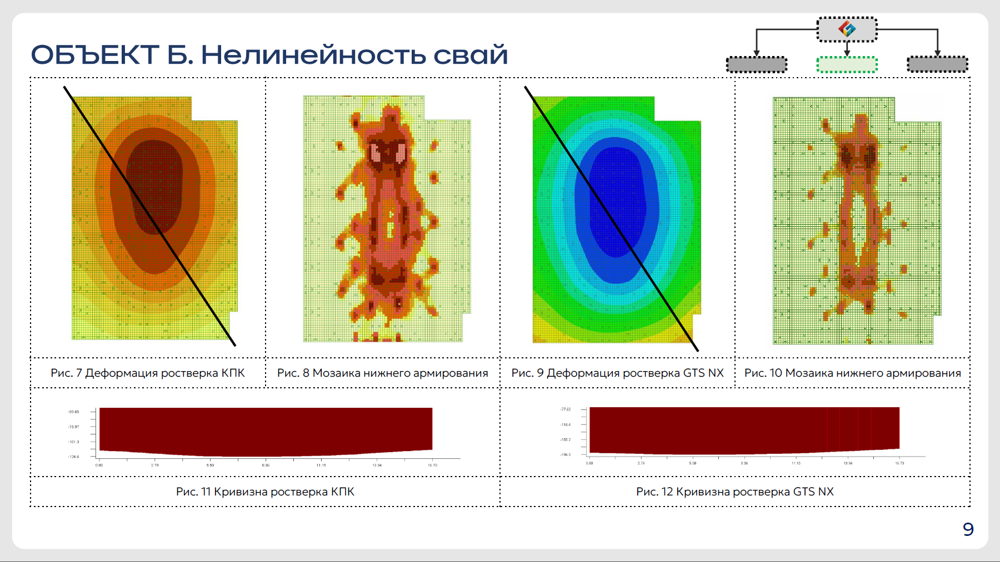 ОБЪЕКТ Б. Нелинейность свай
Рис. 7 Деформация ростверка КПК
Рис. 8 Мозаика нижнего армирования
Рис. 9 Деформация ростверка GTS NX
Рис. 10 Мозаика нижнего армирования
-50.65
-75.97
-101.3
-126.6
0.00 2.79 5.58 8.36 11.15 13.94 16.73
-77.60
-116.4
-155.2
-194.0
0.00 2.79 5.58 8.36 11.15 13.94 16.73
Рис. 11 Кривизна ростверка КПК
Рис. 12 Кривизна ростверка GTS NX
9